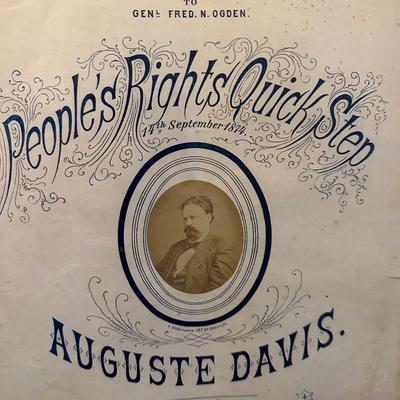 TO
GENL. FRED. N. OGDEN.
People's Rights Quick Step
14th September 1874.
AUGUSTE DAVIS.